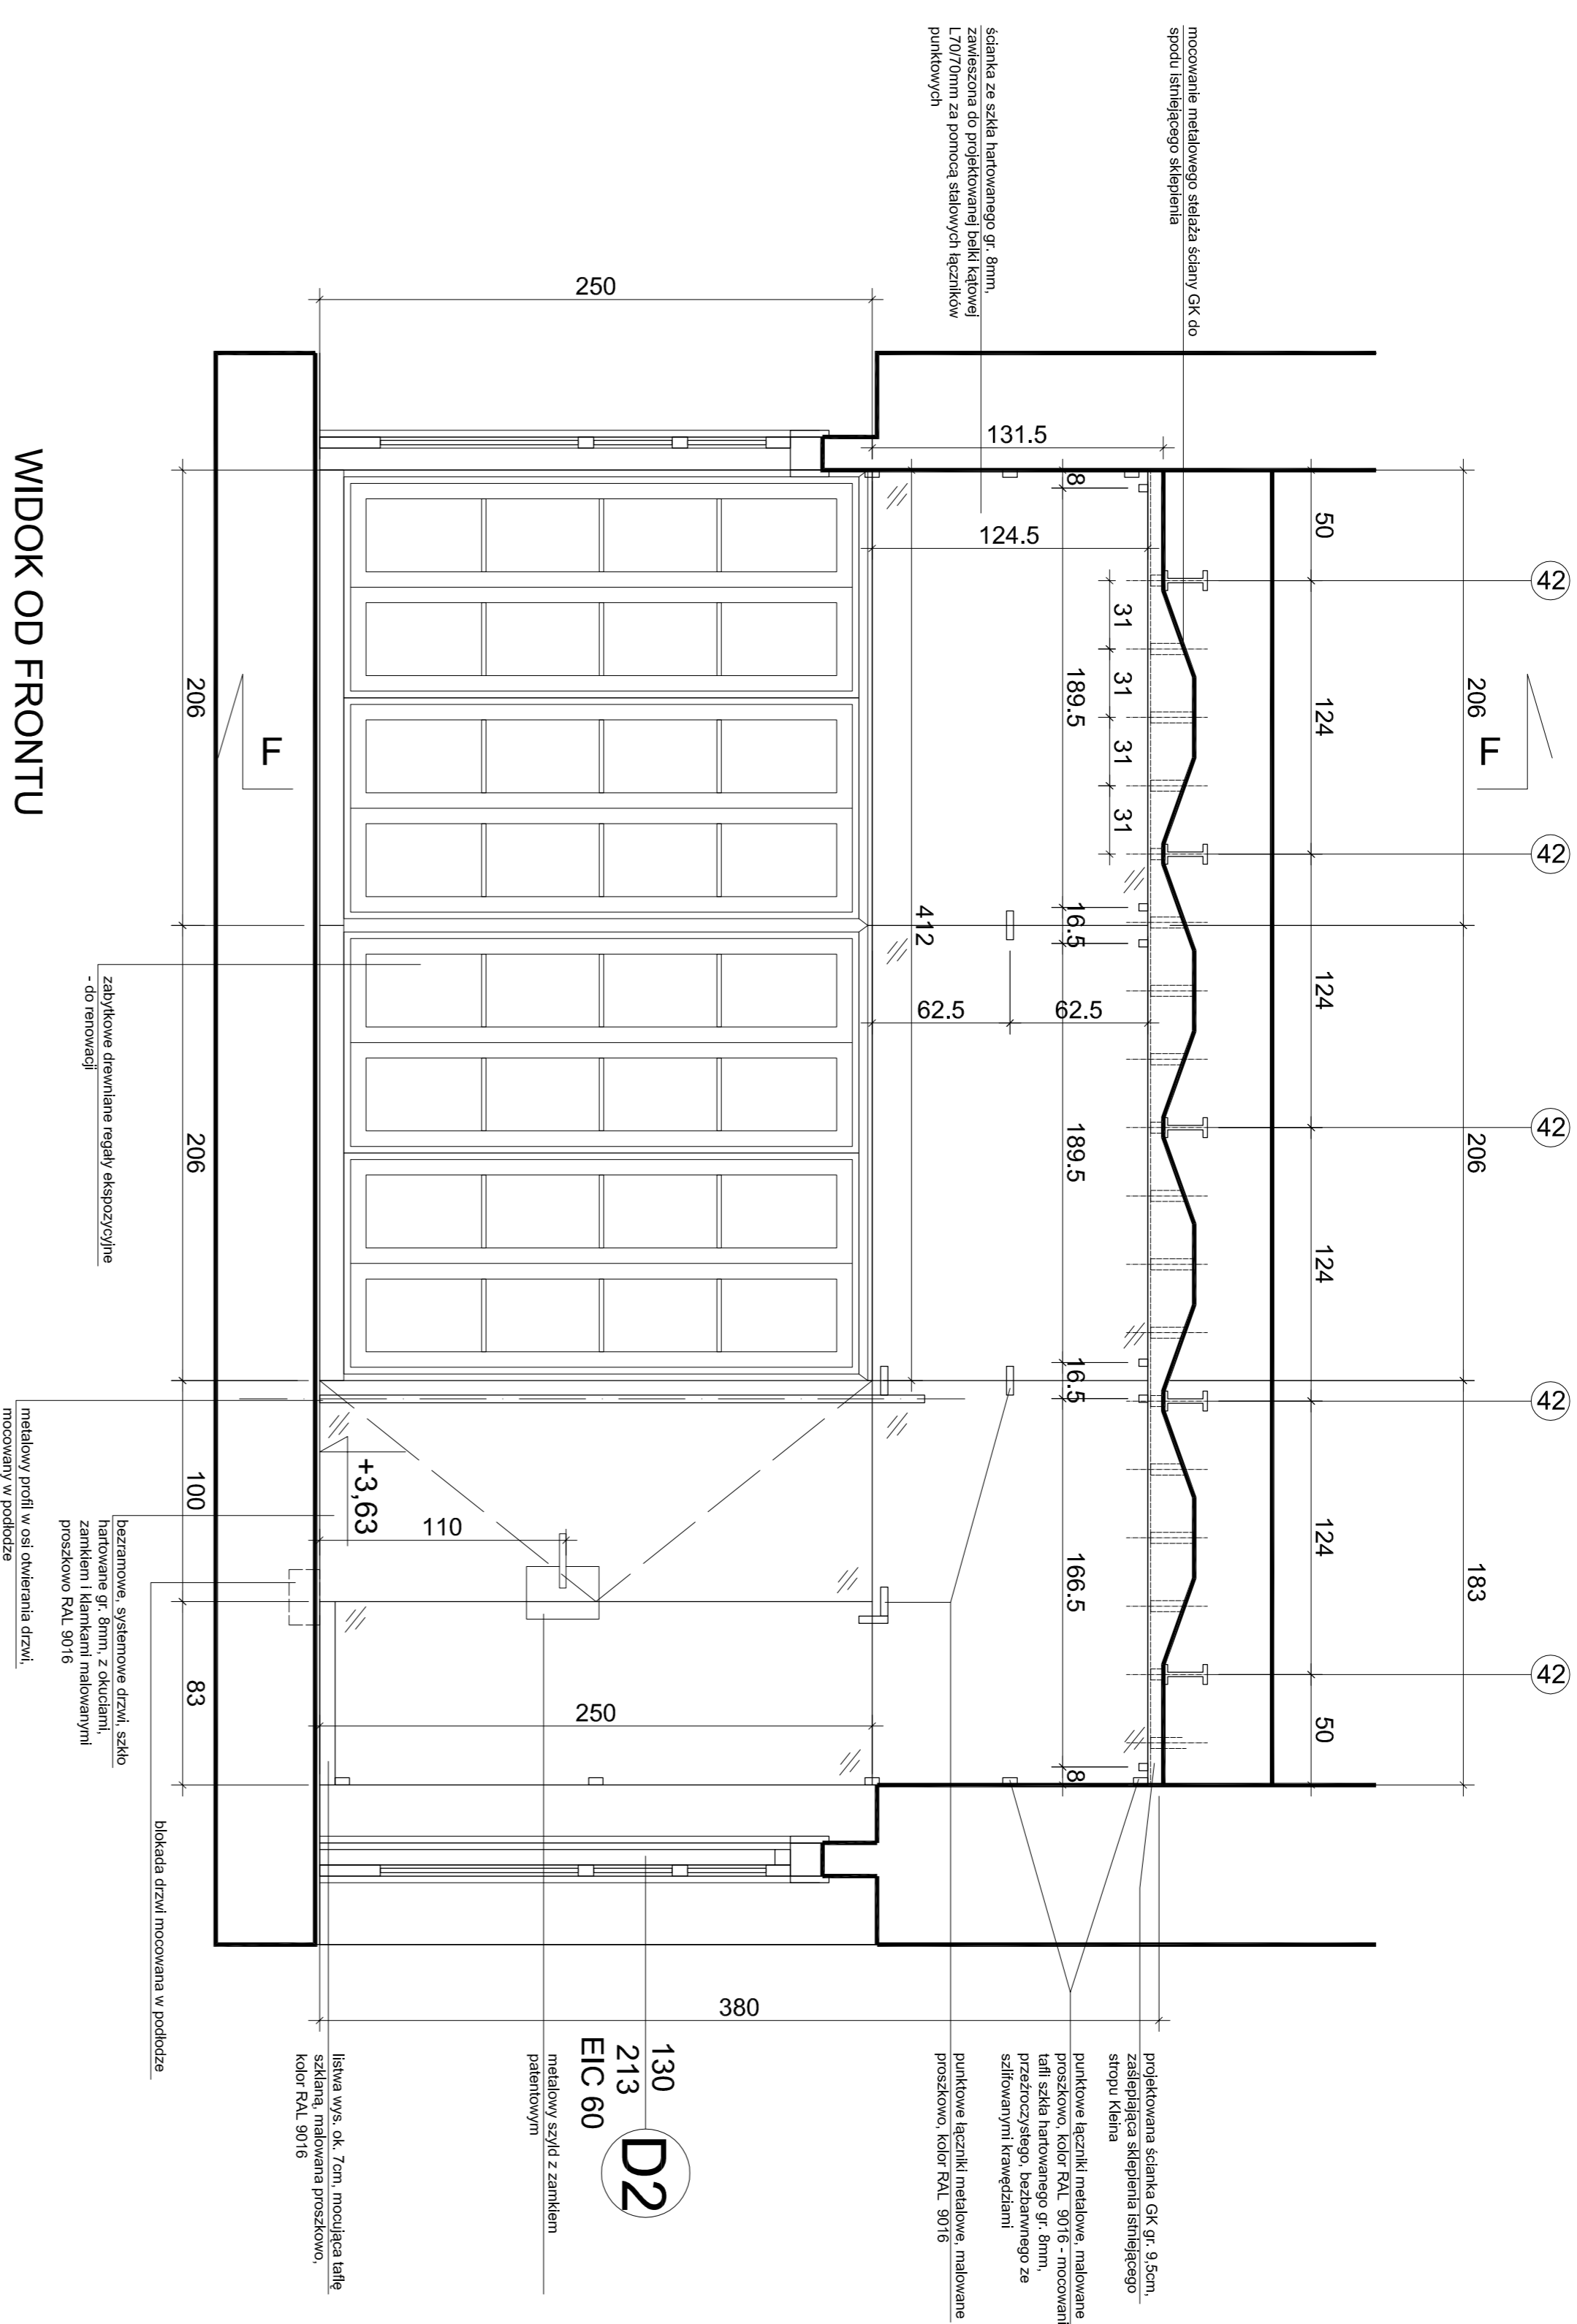 mocowanie metalowego stelaża ściany GK do
spodu istniejącego sklepienia
ścianka ze szkła hartowanego gr. 8mm,
zawieszona do projektowanej belki kątowej
L70/70mm za pomocą stalowych łączników
punktowych
42
42
42
42
42
206
206
183
F
50
124
124
124
124
50
31
31
31
31
8
189.5
16.5
189.5
16.5
166.5
8
131.5
124.5
62.5
62.5
412
250
250
110
+3,63
380
F
206
206
100
83
projektowana ścianka GK gr. 9,5cm,
zaślepiająca sklepienia istniejącego
stropu Kleina
punktowe łączniki metalowe, malowane
proszkowo, kolor RAL 9016 - mocowani
tafli szkła hartowanego gr. 8mm,
przeźroczystego, bezbarwnego ze
szlifowanymi krawędziami
punktowe łączniki metalowe, malowane
proszkowo, kolor RAL 9016
130
213
EIC 60
D2
metalowy szyld z zamkiem
patentowym
listwa wys. ok. 7cm, mocująca taflę
szklaną, malowana proszkowo,
kolor RAL 9016
blokada drzwi mocowana w podłodze
bezramowe, systemowe drzwi, szkło
hartowane gr. 8mm, z okuciami,
zamkiem i klamkami malowanymi
proszkowo RAL 9016
metalowy profil w osi otwierania drzwi,
mocowany w podłodze
zabytkowe drewniane regały ekspozycyjne
- do renowacji
WIDOK OD FRONTU